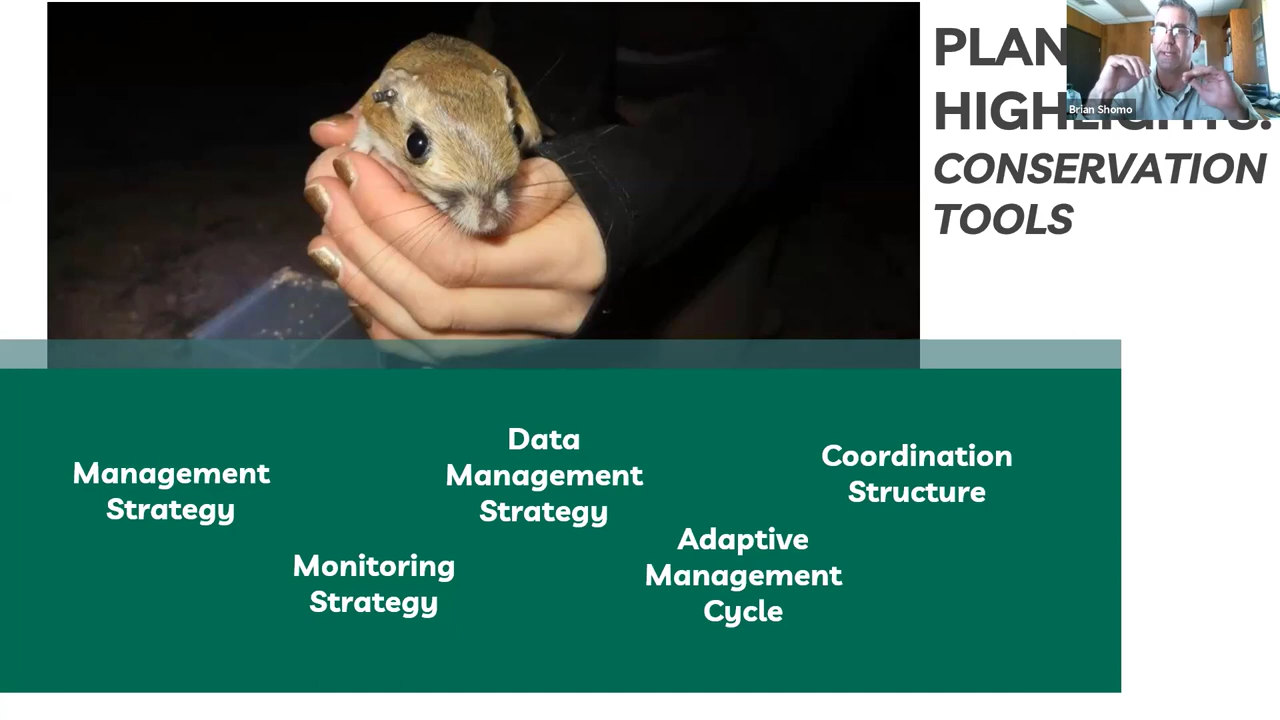 PLAN
Brian Shomo
HIGHLIGHTS:
CONSERVATION
TOOLS
Data
Management
Strategy
Management
Strategy
Coordination
Structure
Monitoring
Strategy
Adaptive
Management
Cycle